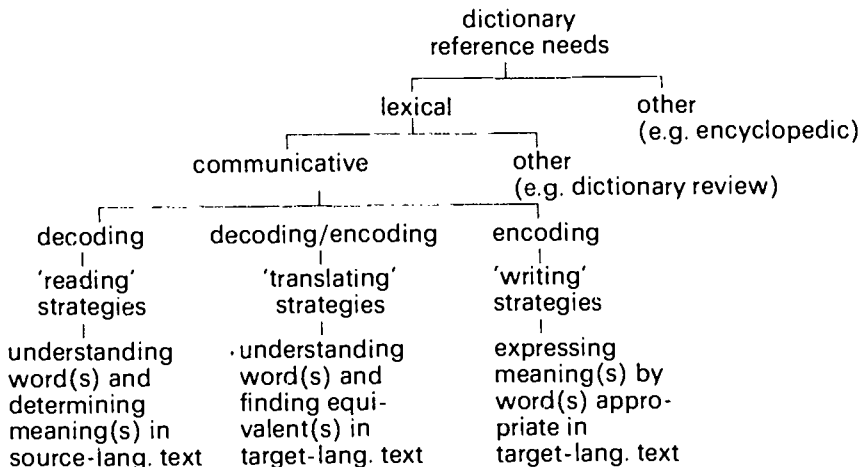 dictionary
reference needs
lexical
other
(e.g. encyclopedic)
communicative
other
(e.g. dictionary review)
decoding
decoding/encoding
encoding
'reading'
strategies
'translating'
strategies
'writing'
strategies
understanding
word(s) and
determining
meaning(s) in
source-lang. text
understanding
word(s) and
finding equi-
valent(s) in
target-lang. text
expressing
meaning(s) by
word(s) appro-
priate in
target-lang. text